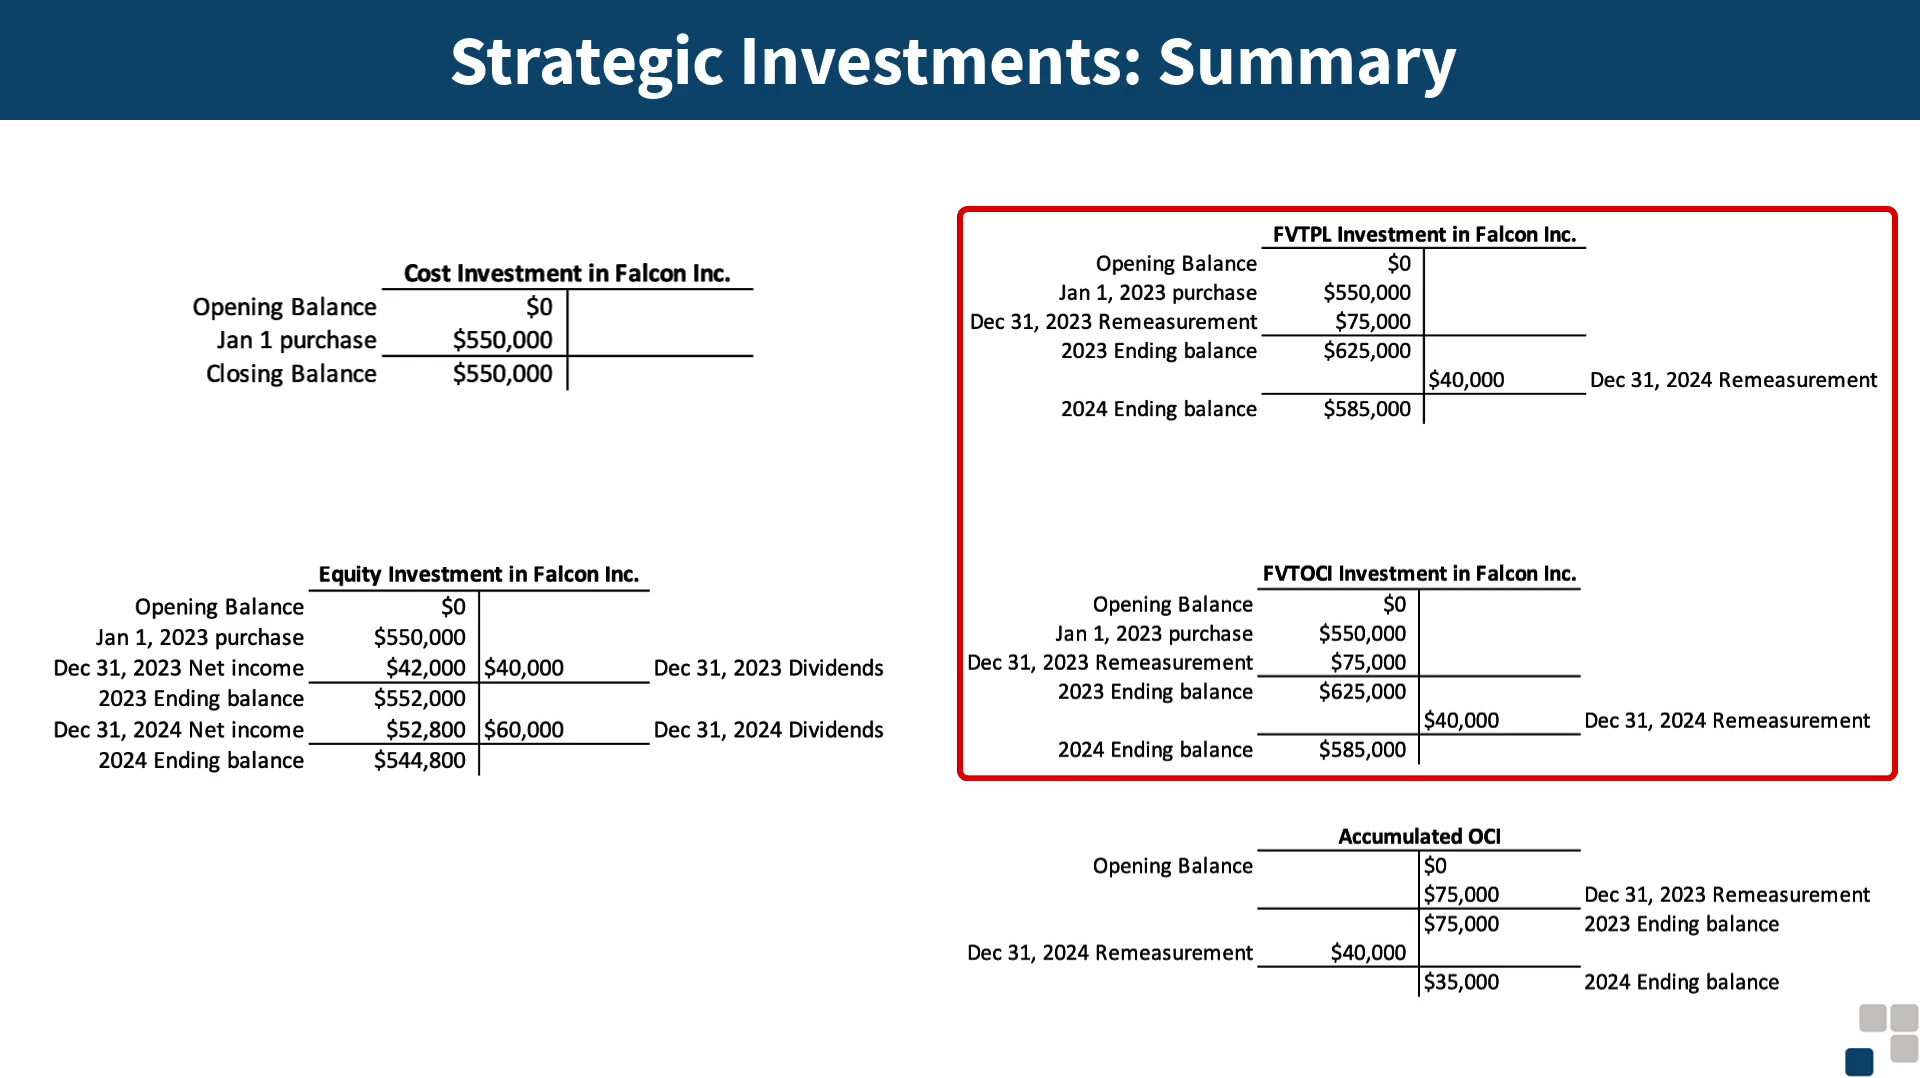 Strategic Investments: Summary
Cost Investment in Falcon Inc.
Opening Balance $0
Jan 1 purchase $550,000
Closing Balance $550,000
Equity Investment in Falcon Inc.
Opening Balance $0
Jan 1, 2023 purchase $550,000
Dec 31, 2023 Net income $42,000 $40,000 Dec 31, 2023 Dividends
2023 Ending balance $552,000
Dec 31, 2024 Net income $52,800 $60,000 Dec 31, 2024 Dividends
2024 Ending balance $544,800
FVTPL Investment in Falcon Inc.
Opening Balance $0
Jan 1, 2023 purchase $550,000
Dec 31, 2023 Remeasurement $75,000
2023 Ending balance $625,000
$40,000 Dec 31, 2024 Remeasurement
2024 Ending balance $585,000
FVTOCI Investment in Falcon Inc.
Opening Balance $0
Jan 1, 2023 purchase $550,000
Dec 31, 2023 Remeasurement $75,000
2023 Ending balance $625,000
$40,000 Dec 31, 2024 Remeasurement
2024 Ending balance $585,000
Accumulated OCI
Opening Balance $0
$75,000 Dec 31, 2023 Remeasurement
$75,000 2023 Ending balance
Dec 31, 2024 Remeasurement $40,000
$35,000 2024 Ending balance